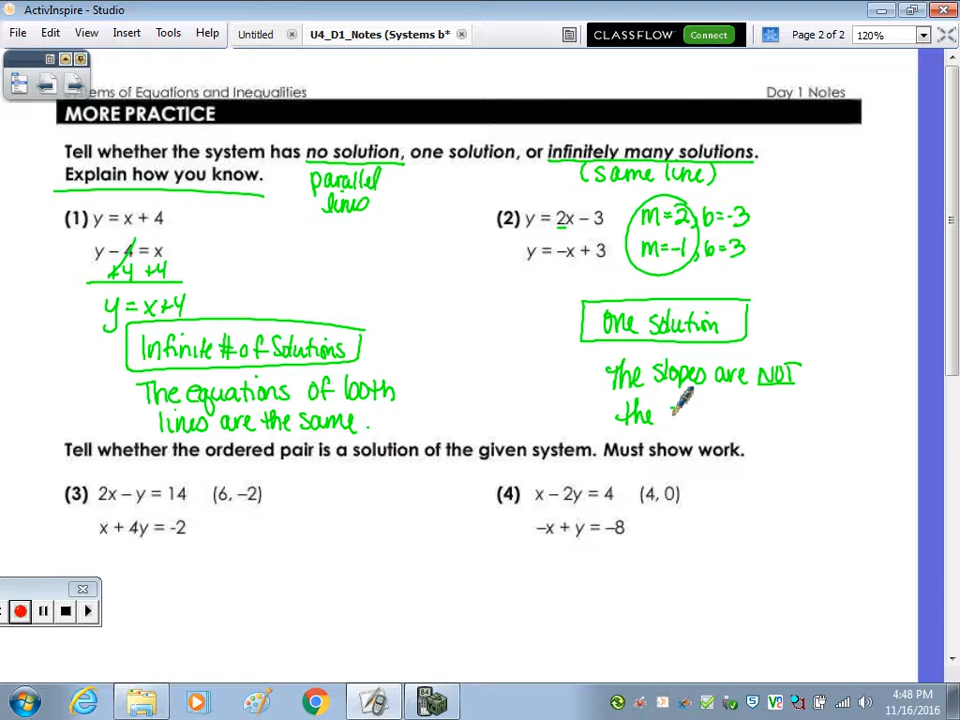 ActivInspire - Studio
File Edit View Insert Tools Help Untitled U4_D1_Notes (Systems b* CLASSFLOW Connect Page 2 of 2 120%
ems of Equations and Inequalities Day 1 Notes
MORE PRACTICE
Tell whether the system has no solution, one solution, or infinitely many solutions.
Explain how you know.
parallel lines
(same line)
(1) y = x + 4
y – 4 = x
+4 +4
y = x+4
Infinite # of Solutions
The equations of both
lines are the same.
(2) y = 2x – 3 m=2, b=-3
y = –x + 3 m=-1, b=3
One solution
The slopes are NOT
the
Tell whether the ordered pair is a solution of the given system. Must show work.
(3) 2x – y = 14 (6, –2)
x + 4y = -2
(4) x – 2y = 4 (4, 0)
–x + y = –8
4:48 PM
11/16/2016